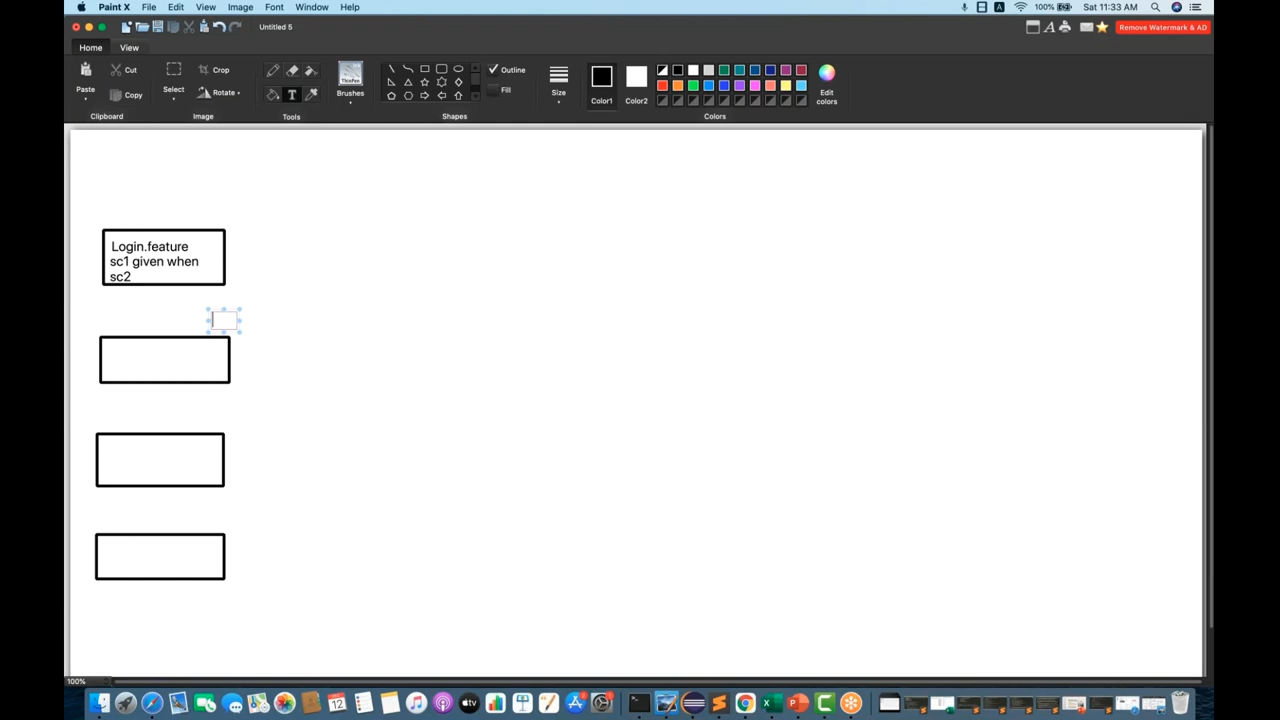 Paint X File Edit View Image Font Window Help 100% Sat 11:33 AM
Untitled 5 Remove Watermark & AD
Home View
Paste Cut Copy Clipboard
Select Crop Rotate Image
Tools
ThinPen
Brushes
Outline
Fill
Shapes
Size
Color1 Color2 Edit colors
Colors
Login.feature
sc1 given when
sc2
100%